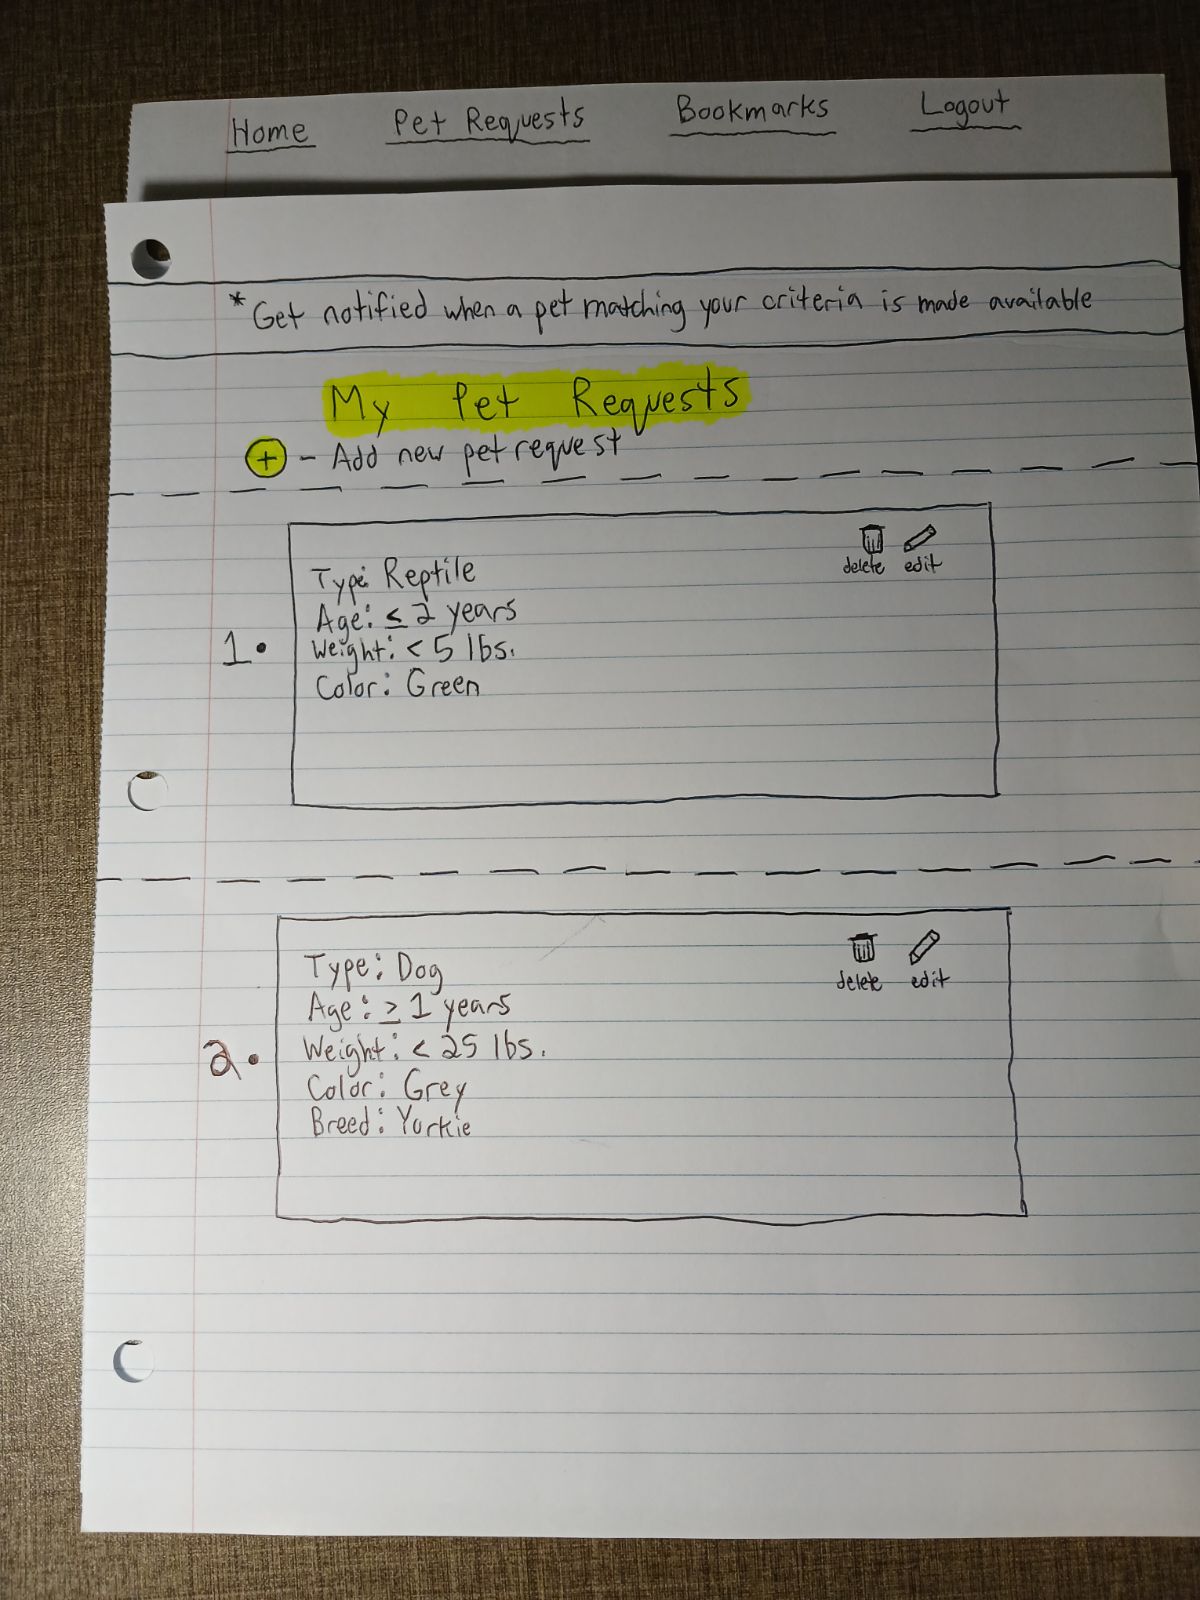 Home Pet Requests Bookmarks Logout
* Get notified when a pet matching your criteria is made available
My Pet Requests
+ - Add new pet request
delete edit
1.
Type: Reptile
Age: ≤ 2 years
Weight: < 5 lbs.
Color: Green
delete edit
2.
Type: Dog
Age: ≥ 1 years
Weight: < 25 lbs.
Color: Grey
Breed: Yorkie